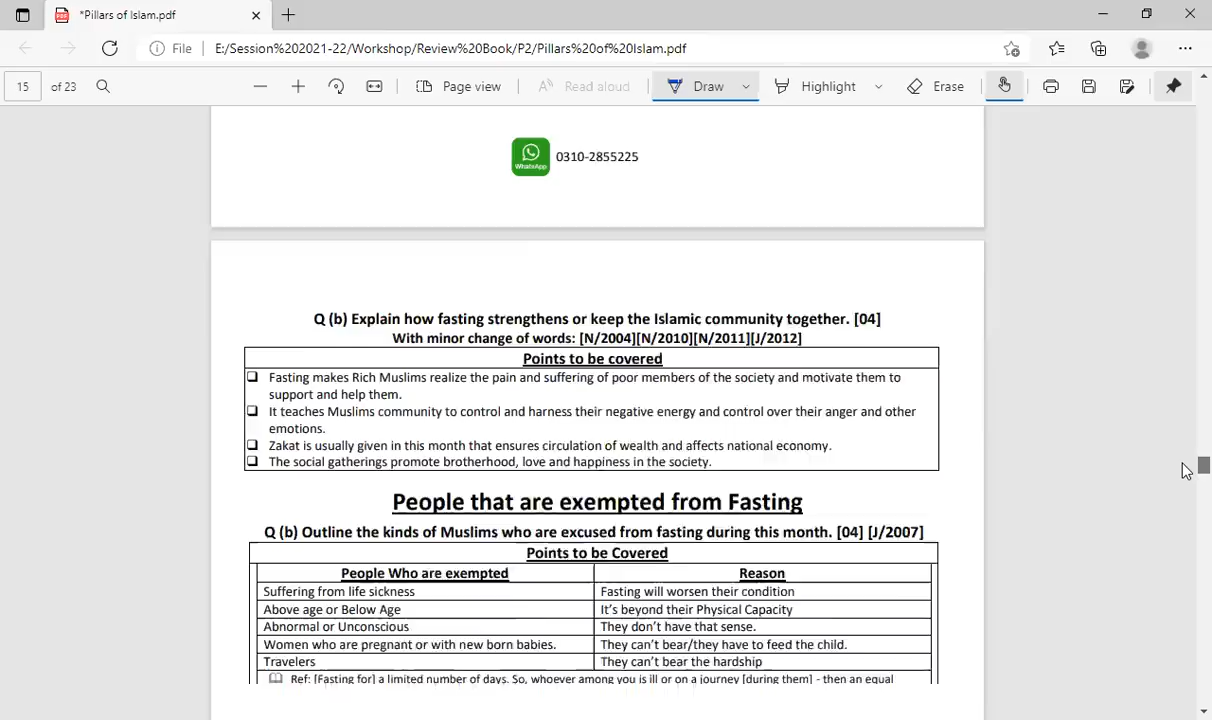 *Pillars of Islam.pdf
File E:/Session%202021-22/Workshop/Review%20Book/P2/Pillars%20of%20Islam.pdf
15 of 23 Page view Read aloud Draw Highlight Erase
WhatsApp 0310-2855225
Q (b) Explain how fasting strengthens or keep the Islamic community together. [04]
With minor change of words: [N/2004][N/2010][N/2011][J/2012]
Points to be covered
Fasting makes Rich Muslims realize the pain and suffering of poor members of the society and motivate them to
support and help them.
It teaches Muslims community to control and harness their negative energy and control over their anger and other
emotions.
Zakat is usually given in this month that ensures circulation of wealth and affects national economy.
The social gatherings promote brotherhood, love and happiness in the society.
People that are exempted from Fasting
Q (b) Outline the kinds of Muslims who are excused from fasting during this month. [04] [J/2007]
Points to be Covered
People Who are exempted Reason
Suffering from life sickness Fasting will worsen their condition
Above age or Below Age It's beyond their Physical Capacity
Abnormal or Unconscious They don't have that sense.
Women who are pregnant or with new born babies. They can't bear/they have to feed the child.
Travelers They can't bear the hardship
Ref: [Fasting for] a limited number of days. So, whoever among you is ill or on a journey [during them] - then an equal